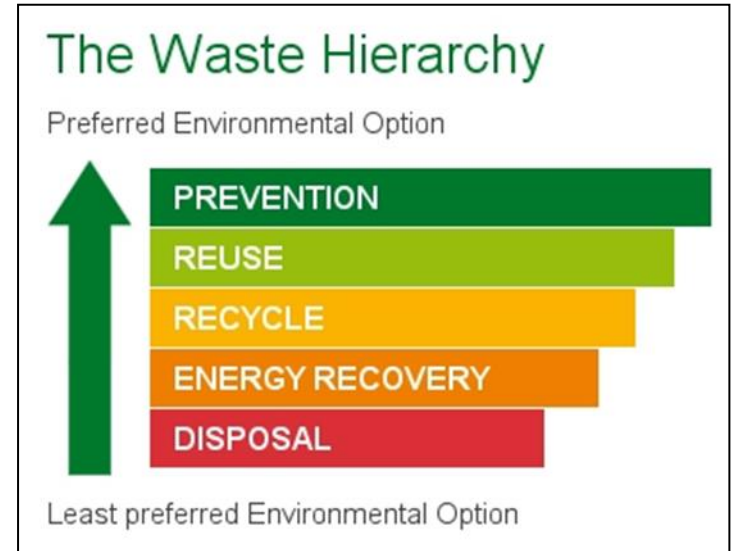 The Waste Hierarchy
Preferred Environmental Option
PREVENTION
REUSE
RECYCLE
ENERGY RECOVERY
DISPOSAL
Least preferred Environmental Option